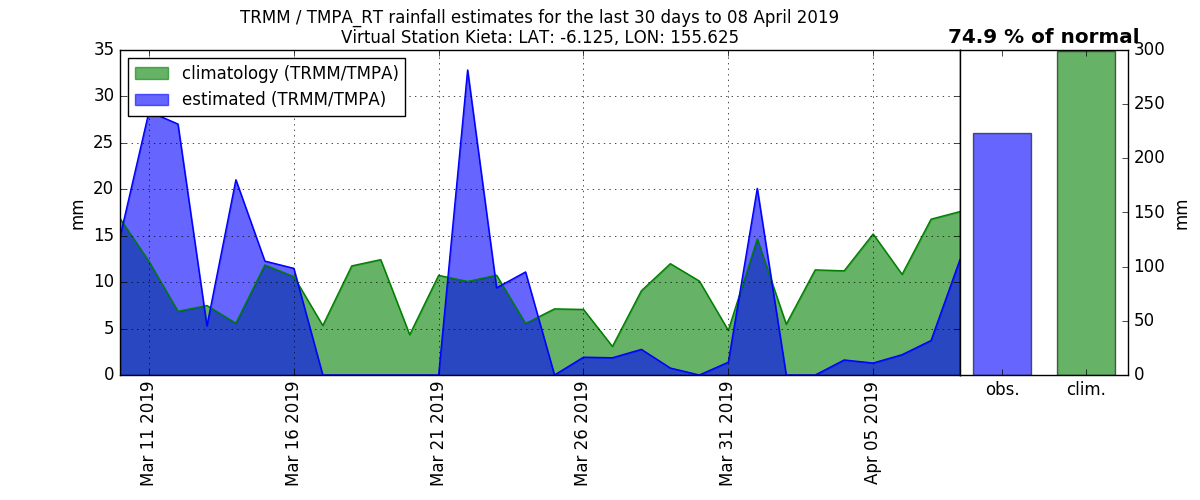 TRMM / TMPA_RT rainfall estimates for the last 30 days to 08 April 2019
Virtual Station Kieta: LAT: -6.125, LON: 155.625
74.9 % of normal
climatology (TRMM/TMPA)
estimated (TRMM/TMPA)
35
30
25
20
15
10
5
0
mm
Mar 11 2019
Mar 16 2019
Mar 21 2019
Mar 26 2019
Mar 31 2019
Apr 05 2019
300
250
200
150
100
50
0
mm
obs.
clim.